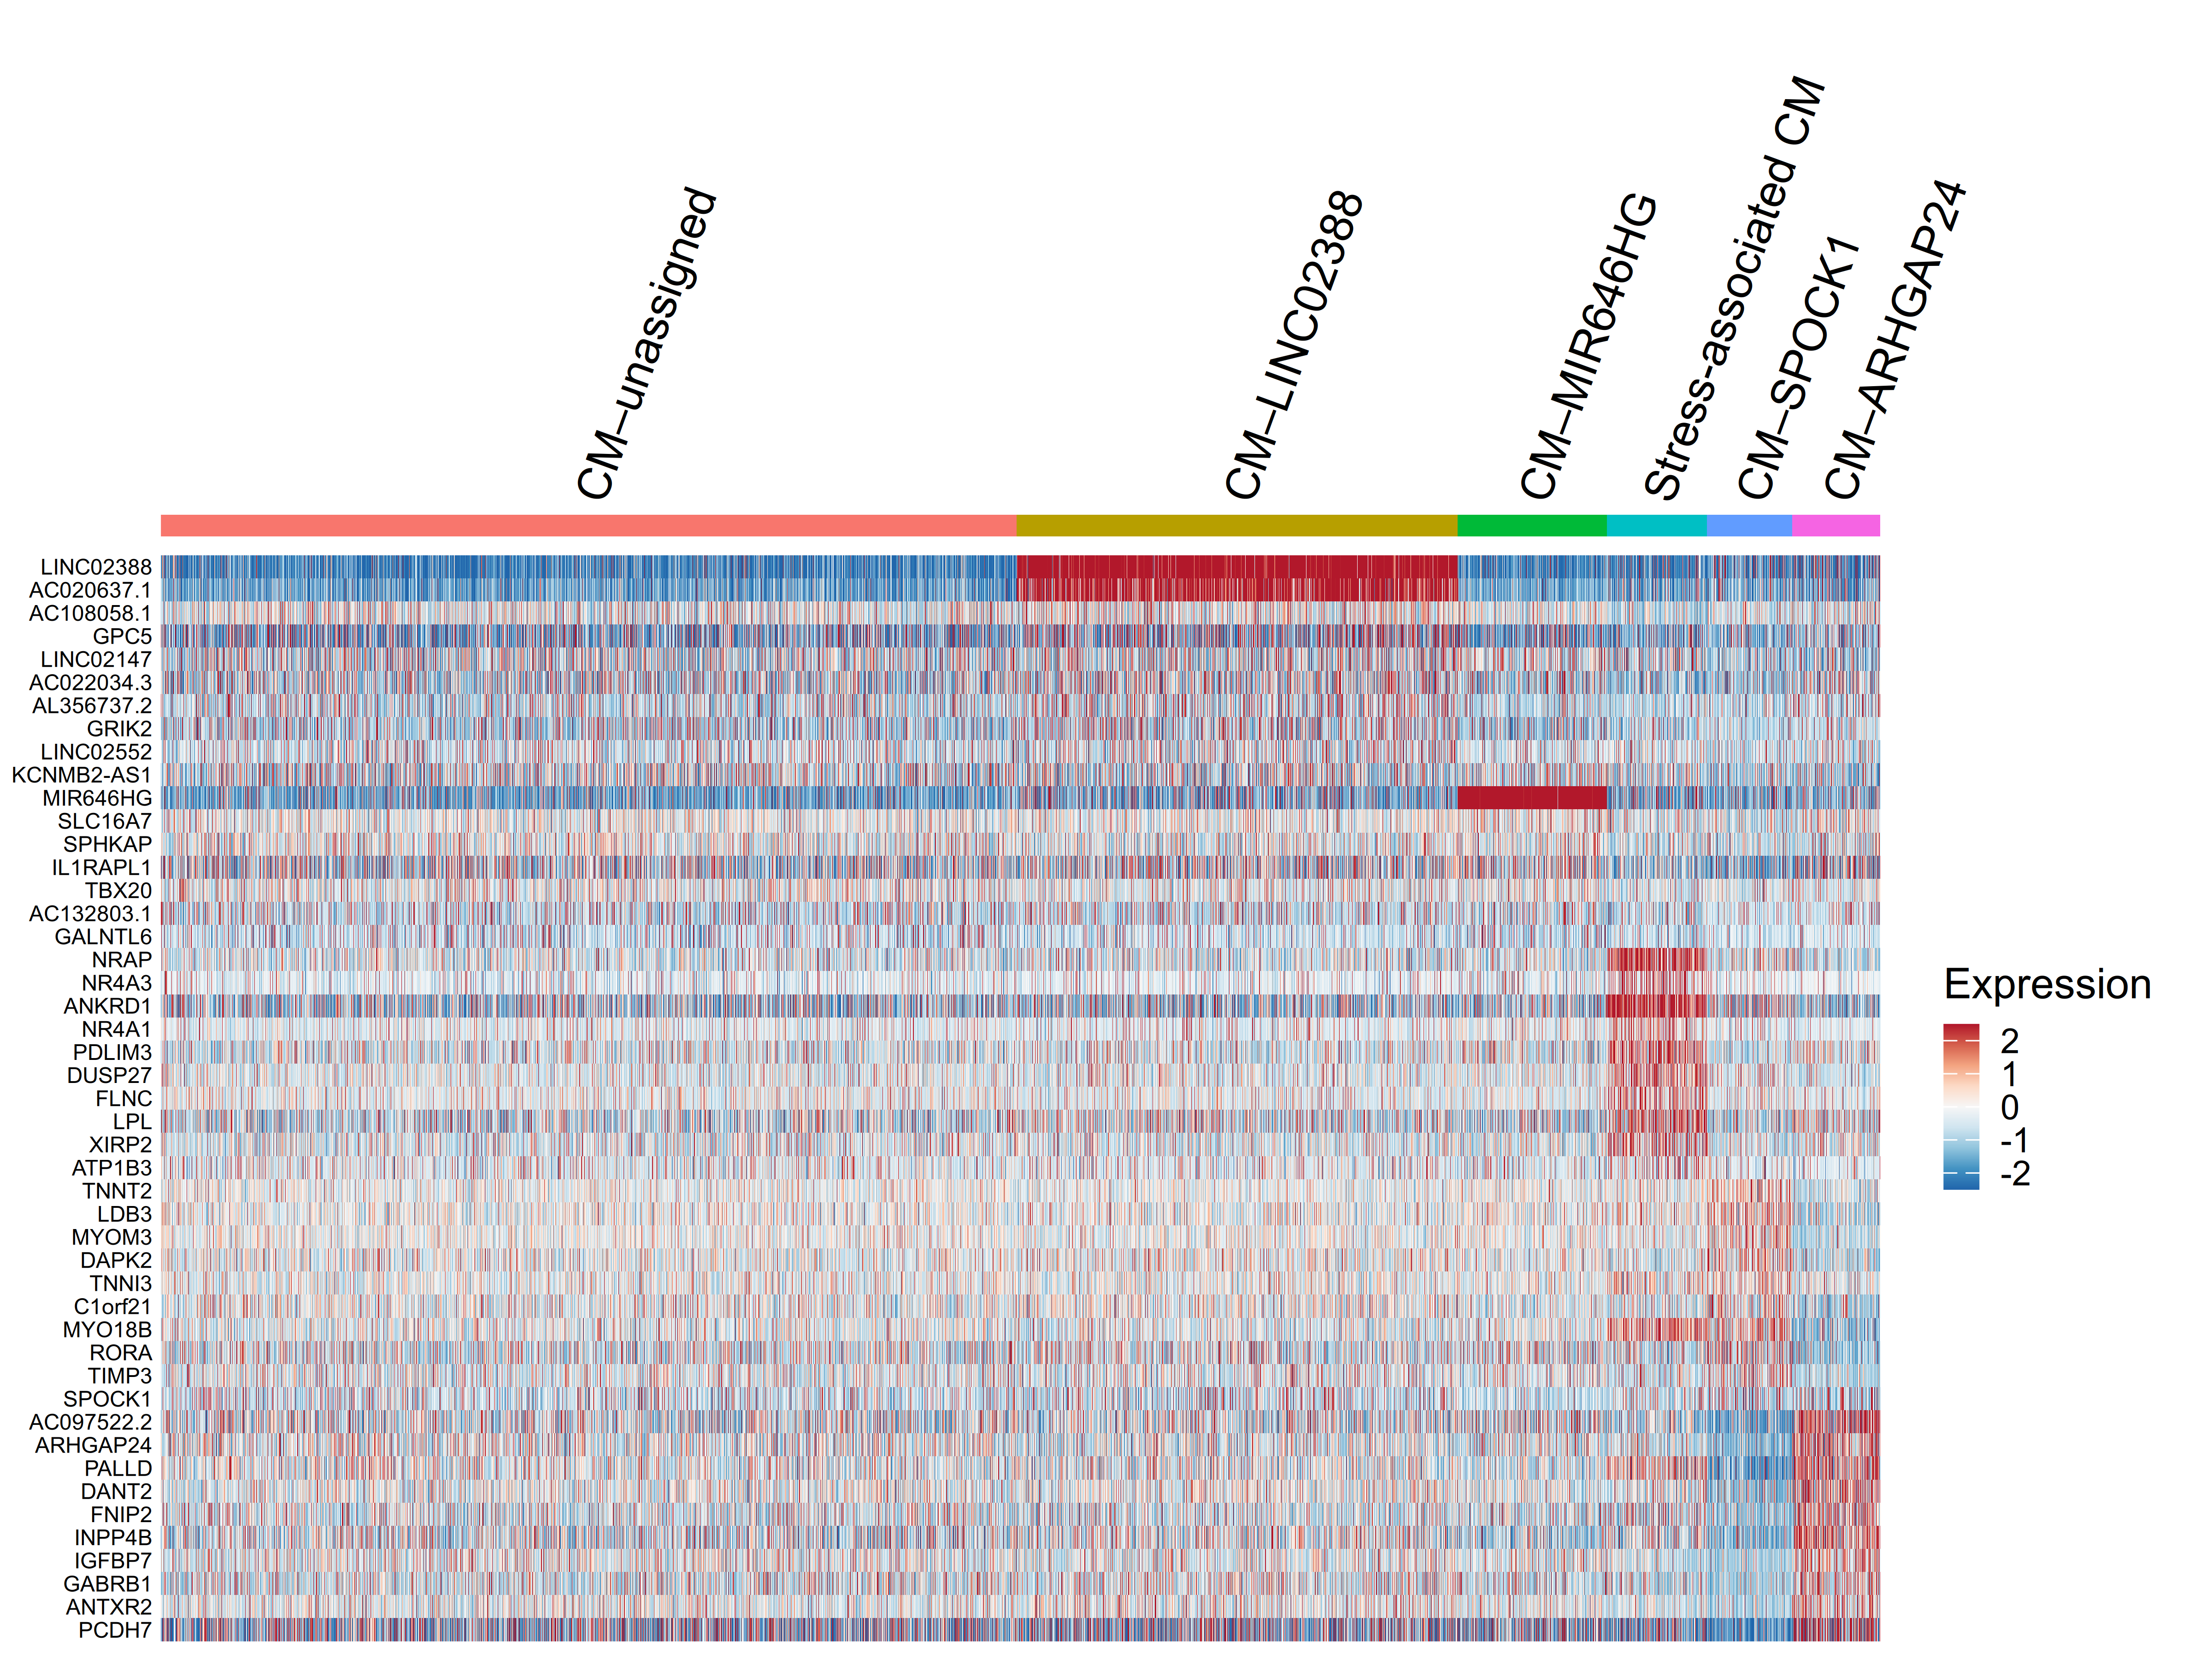 CM–unassigned
CM–LINC02388
CM–MIR646HG
Stress-associated CM
CM–SPOCK1
CM–ARHGAP24
LINC02388
AC020637.1
AC108058.1
GPC5
LINC02147
AC022034.3
AL356737.2
GRIK2
LINC02552
KCNMB2-AS1
MIR646HG
SLC16A7
SPHKAP
IL1RAPL1
TBX20
AC132803.1
GALNTL6
NRAP
NR4A3
ANKRD1
NR4A1
PDLIM3
DUSP27
FLNC
LPL
XIRP2
ATP1B3
TNNT2
LDB3
MYOM3
DAPK2
TNNI3
C1orf21
MYO18B
RORA
TIMP3
SPOCK1
AC097522.2
ARHGAP24
PALLD
DANT2
FNIP2
INPP4B
IGFBP7
GABRB1
ANTXR2
PCDH7
Expression
2
1
0
-1
-2